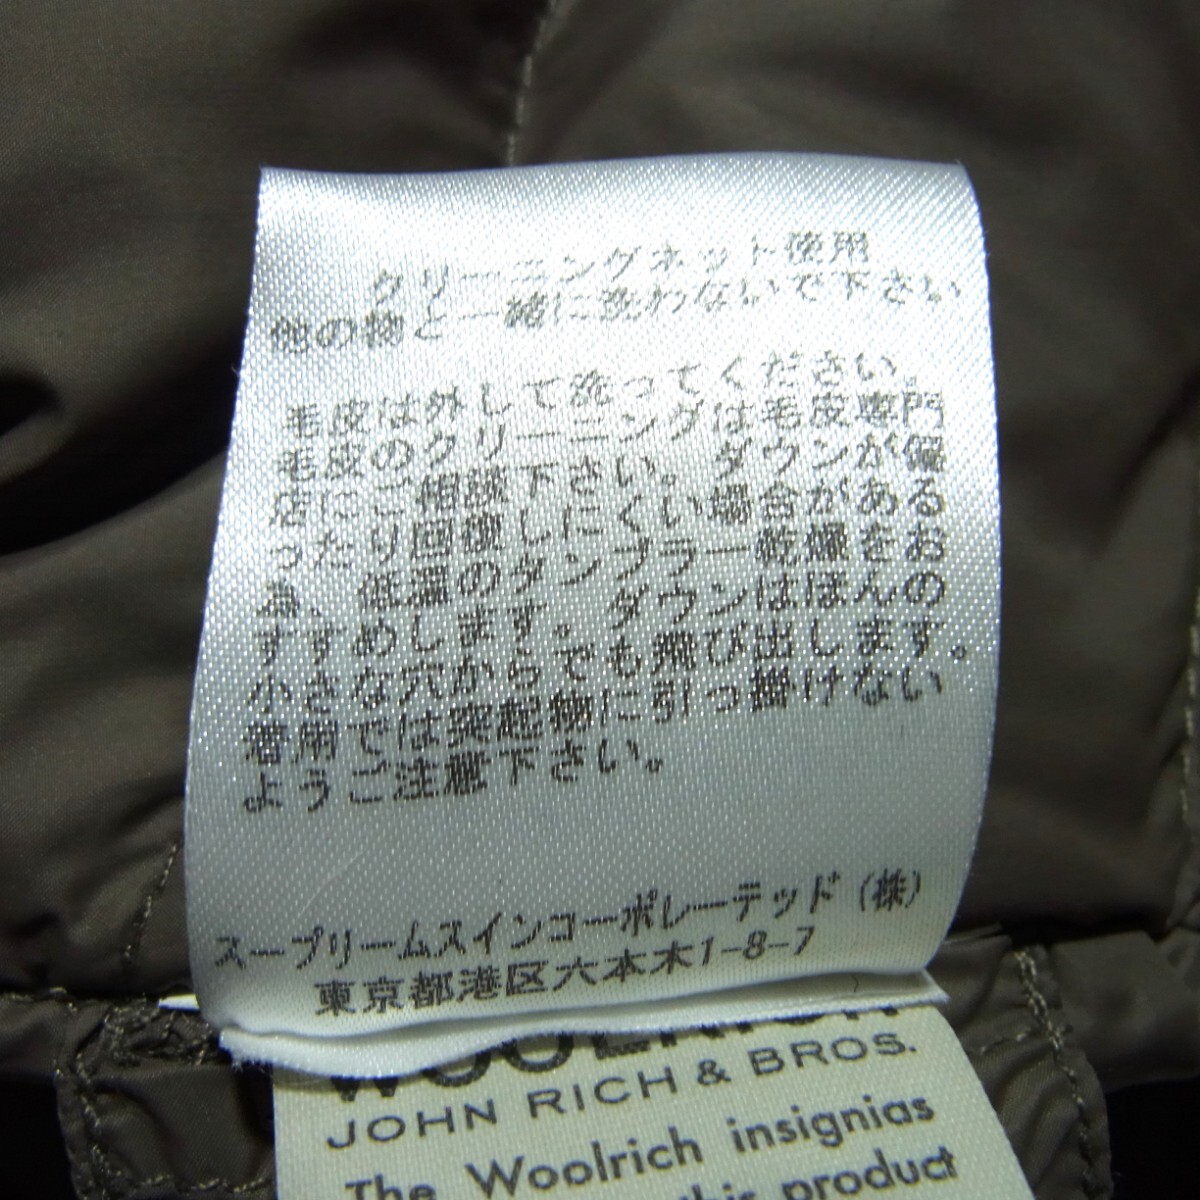 クリーニングネット使用
他の物と一緒に洗わないで下さい
毛皮は外して洗ってください。
毛皮のクリーニングは毛皮専門
店にご相談下さい。ダウンが偏
ったり回復しにくい場合がある
為、低温のタンブラー乾燥をお
すすめします。ダウンはほんの
小さな穴からでも飛び出します。
着用では突起物に引っ掛けない
ようご注意下さい。
スープリームスインコーポレーテッド(株)
東京都港区六本木1-8-7
WOOLRICH
JOHN RICH & BROS.
The Woolrich insignias
this product